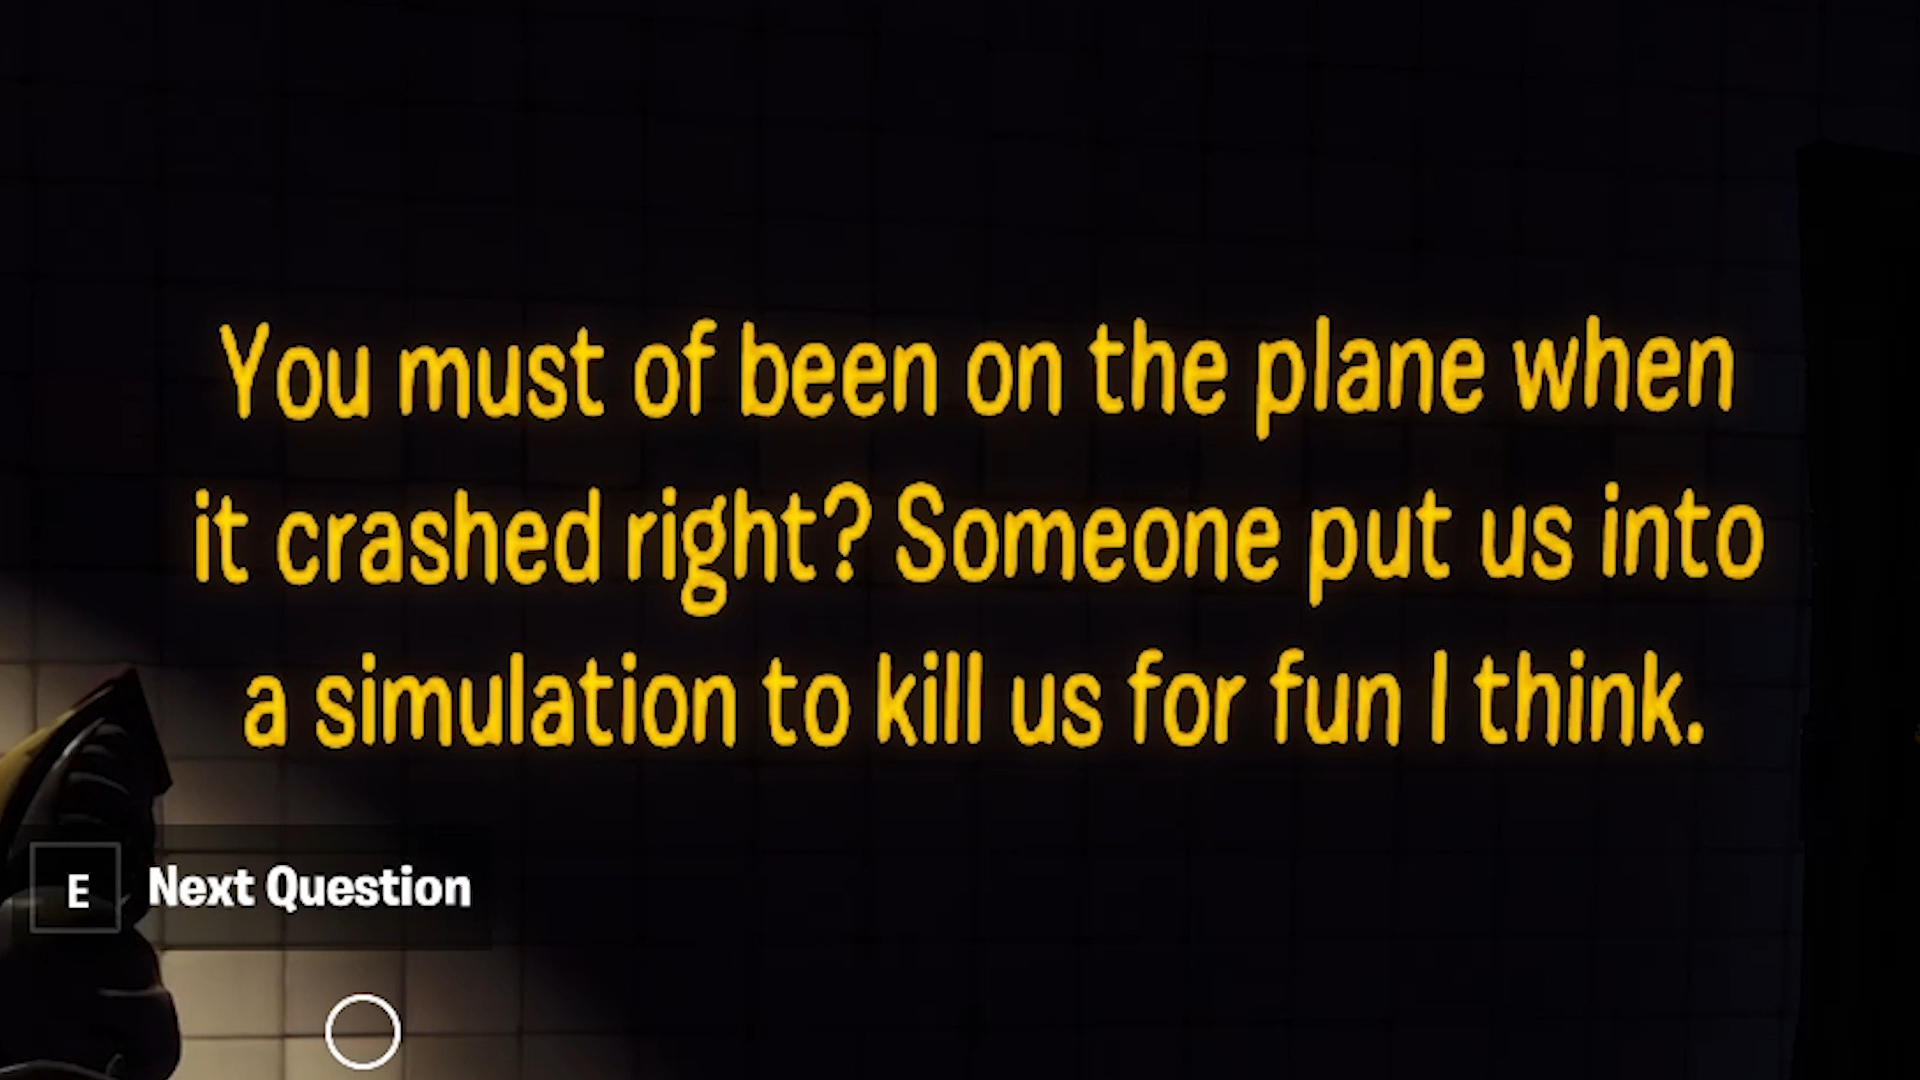 You must of been on the plane when
it crashed right? Someone put us into
a simulation to kill us for fun I think.
E Next Question